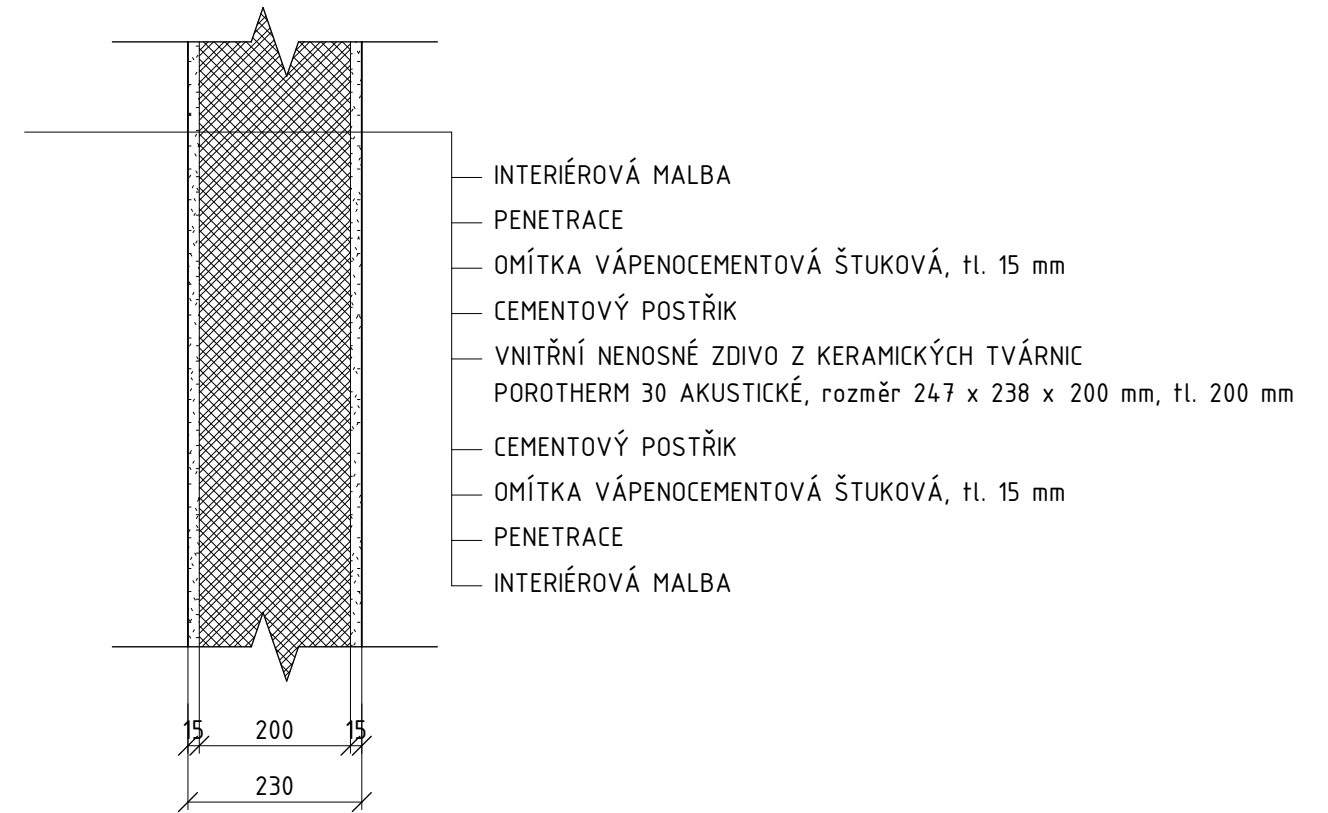 INTERIÉROVÁ MALBA
PENETRACE
OMÍTKA VÁPENOCEMENTOVÁ ŠTUKOVÁ, tl. 15 mm
CEMENTOVÝ POSTŘIK
VNITŘNÍ NENOSNÉ ZDIVO Z KERAMICKÝCH TVÁRNIC
POROTHERM 30 AKUSTICKÉ, rozměr 247 x 238 x 200 mm, tl. 200 mm
CEMENTOVÝ POSTŘIK
OMÍTKA VÁPENOCEMENTOVÁ ŠTUKOVÁ, tl. 15 mm
PENETRACE
INTERIÉROVÁ MALBA
15 200 15
230